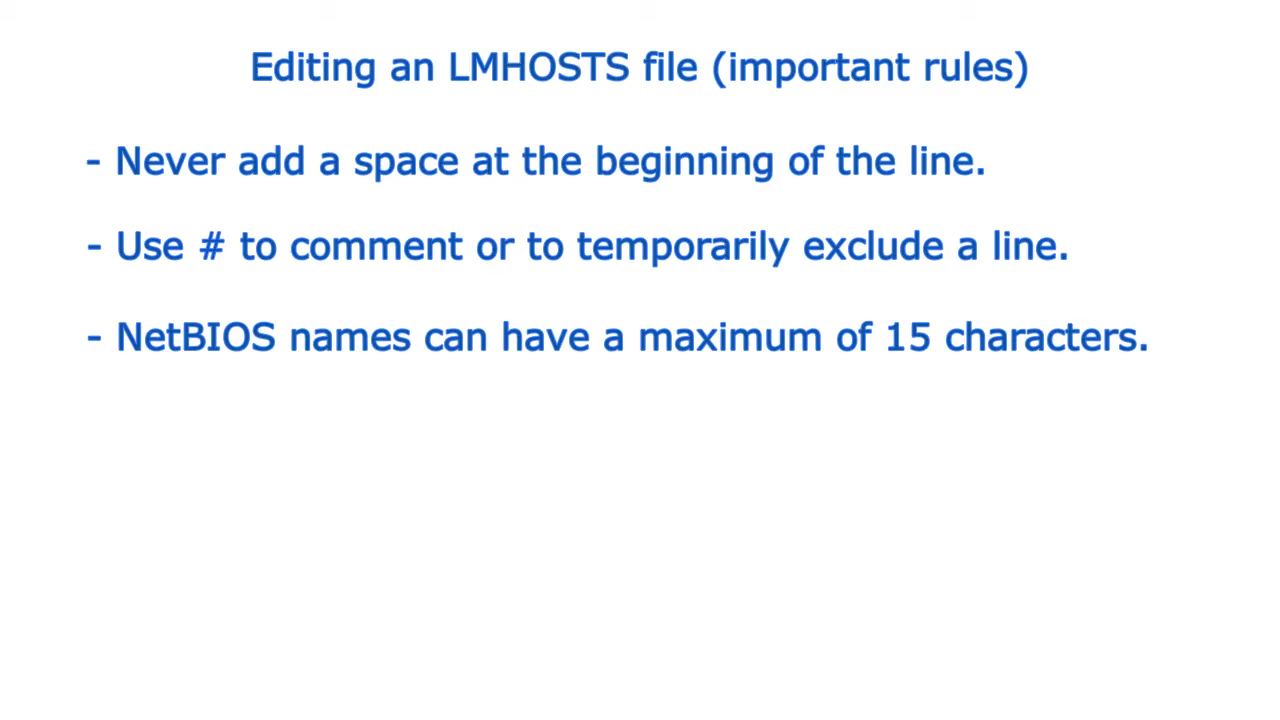 Editing an LMHOSTS file (important rules)
- Never add a space at the beginning of the line.
- Use # to comment or to temporarily exclude a line.
- NetBIOS names can have a maximum of 15 characters.